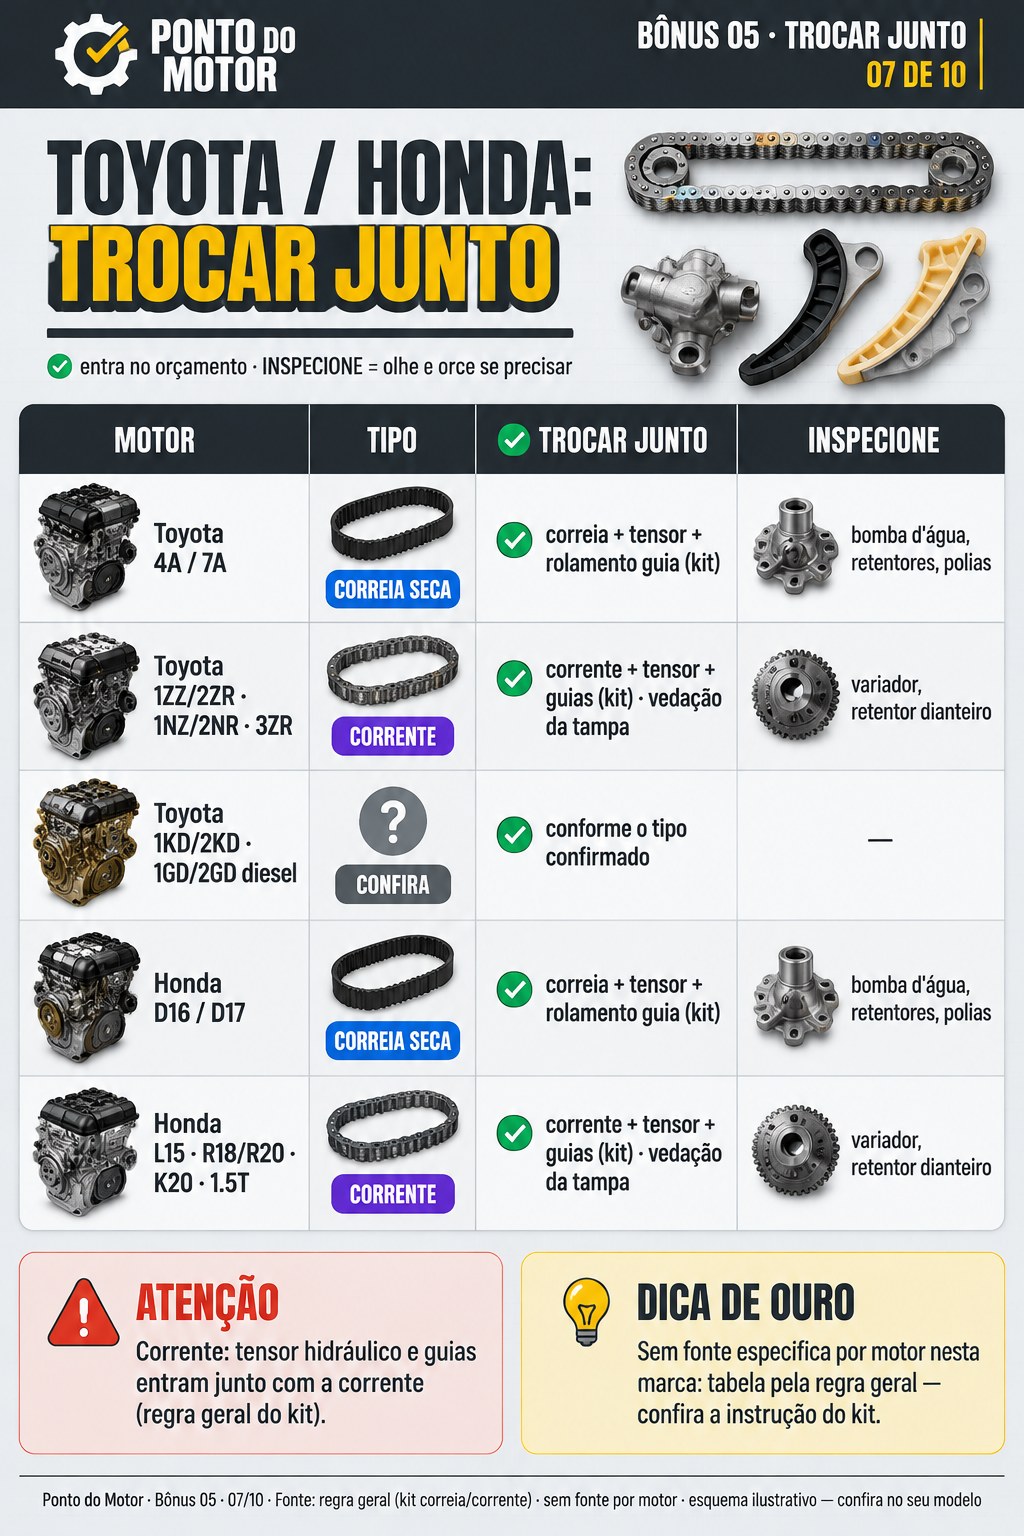 PONTO DO
MOTOR
BÔNUS 05 · TROCAR JUNTO
07 DE 10
TOYOTA / HONDA:
TROCAR JUNTO
entra no orçamento · INSPECIONE = olhe e orce se precisar
MOTOR
TIPO
TROCAR JUNTO
INSPECIONE
Toyota
4A / 7A
CORREIA SECA
correia + tensor +
rolamento guia (kit)
bomba d'água,
retentores, polias
Toyota
1ZZ/2ZR ·
1NZ/2NR · 3ZR
CORRENTE
corrente + tensor +
guias (kit) · vedação
da tampa
variador,
retentor dianteiro
Toyota
1KD/2KD ·
1GD/2GD diesel
?
CONFIRA
conforme o tipo
confirmado
—
Honda
D16 / D17
CORREIA SECA
correia + tensor +
rolamento guia (kit)
bomba d'água,
retentores, polias
Honda
L15 · R18/R20 ·
K20 · 1.5T
CORRENTE
corrente + tensor +
guias (kit) · vedação
da tampa
variador,
retentor dianteiro
ATENÇÃO
Corrente: tensor hidráulico e guias
entram junto com a corrente
(regra geral do kit).
DICA DE OURO
Sem fonte especifica por motor nesta
marca: tabela pela regra geral —
confira a instrução do kit.
Ponto do Motor · Bônus 05 · 07/10 · Fonte: regra geral (kit correia/corrente) · sem fonte por motor · esquema ilustrativo — confira no seu modelo